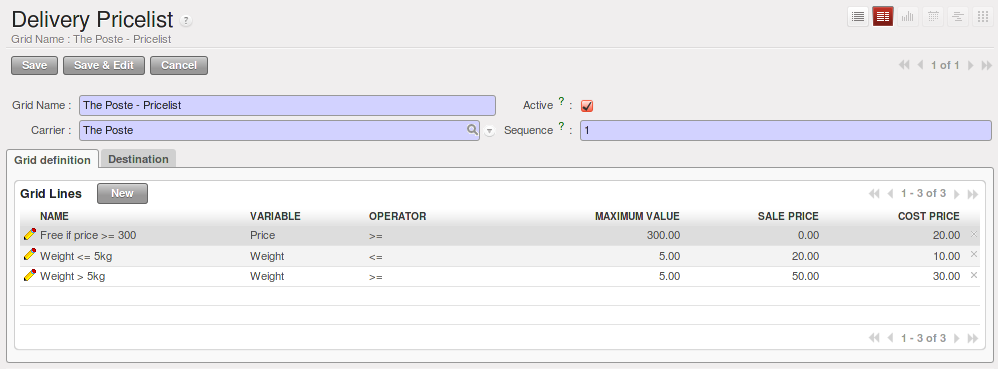 Delivery Pricelist ?
Grid Name : The Poste - Pricelist
Save Save & Edit Cancel 1 of 1
Grid Name : The Poste - Pricelist Active ? :
Carrier : The Poste Sequence ? : 1
Grid definition Destination
Grid Lines New 1 - 3 of 3
NAME VARIABLE OPERATOR MAXIMUM VALUE SALE PRICE COST PRICE
Free if price >= 300 Price >= 300.00 0.00 20.00
Weight <= 5kg Weight <= 5.00 20.00 10.00
Weight > 5kg Weight >= 5.00 50.00 30.00
1 - 3 of 3